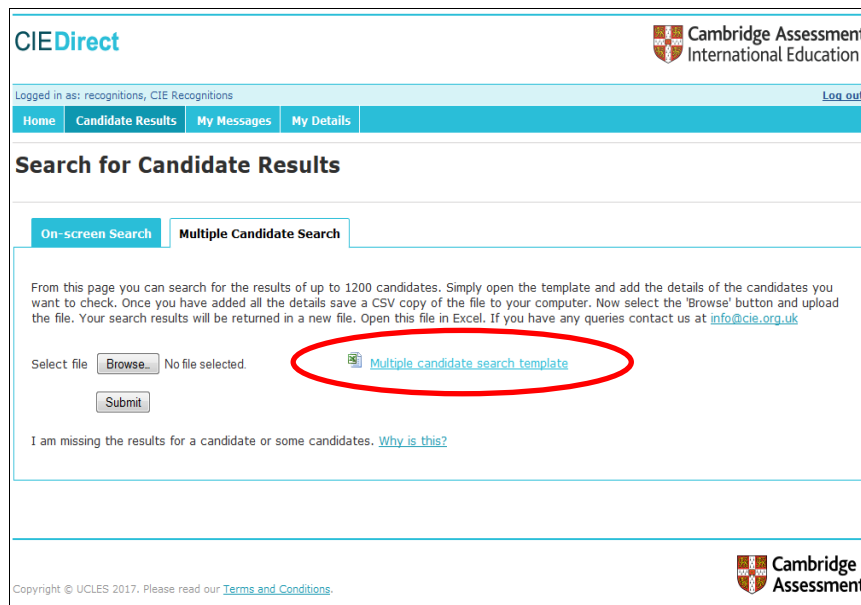 CIEDirect
Cambridge Assessment
International Education
Logged in as: recognitions, CIE Recognitions
Log out
Home Candidate Results My Messages My Details
Search for Candidate Results
On-screen Search Multiple Candidate Search
From this page you can search for the results of up to 1200 candidates. Simply open the template and add the details of the candidates you
want to check. Once you have added all the details save a CSV copy of the file to your computer. Now select the 'Browse' button and upload
the file. Your search results will be returned in a new file. Open this file in Excel. If you have any queries contact us at info@cie.org.uk
Select file Browse... No file selected. Multiple candidate search template
Submit
I am missing the results for a candidate or some candidates. Why is this?
Cambridge
Assessment
Copyright © UCLES 2017. Please read our Terms and Conditions.